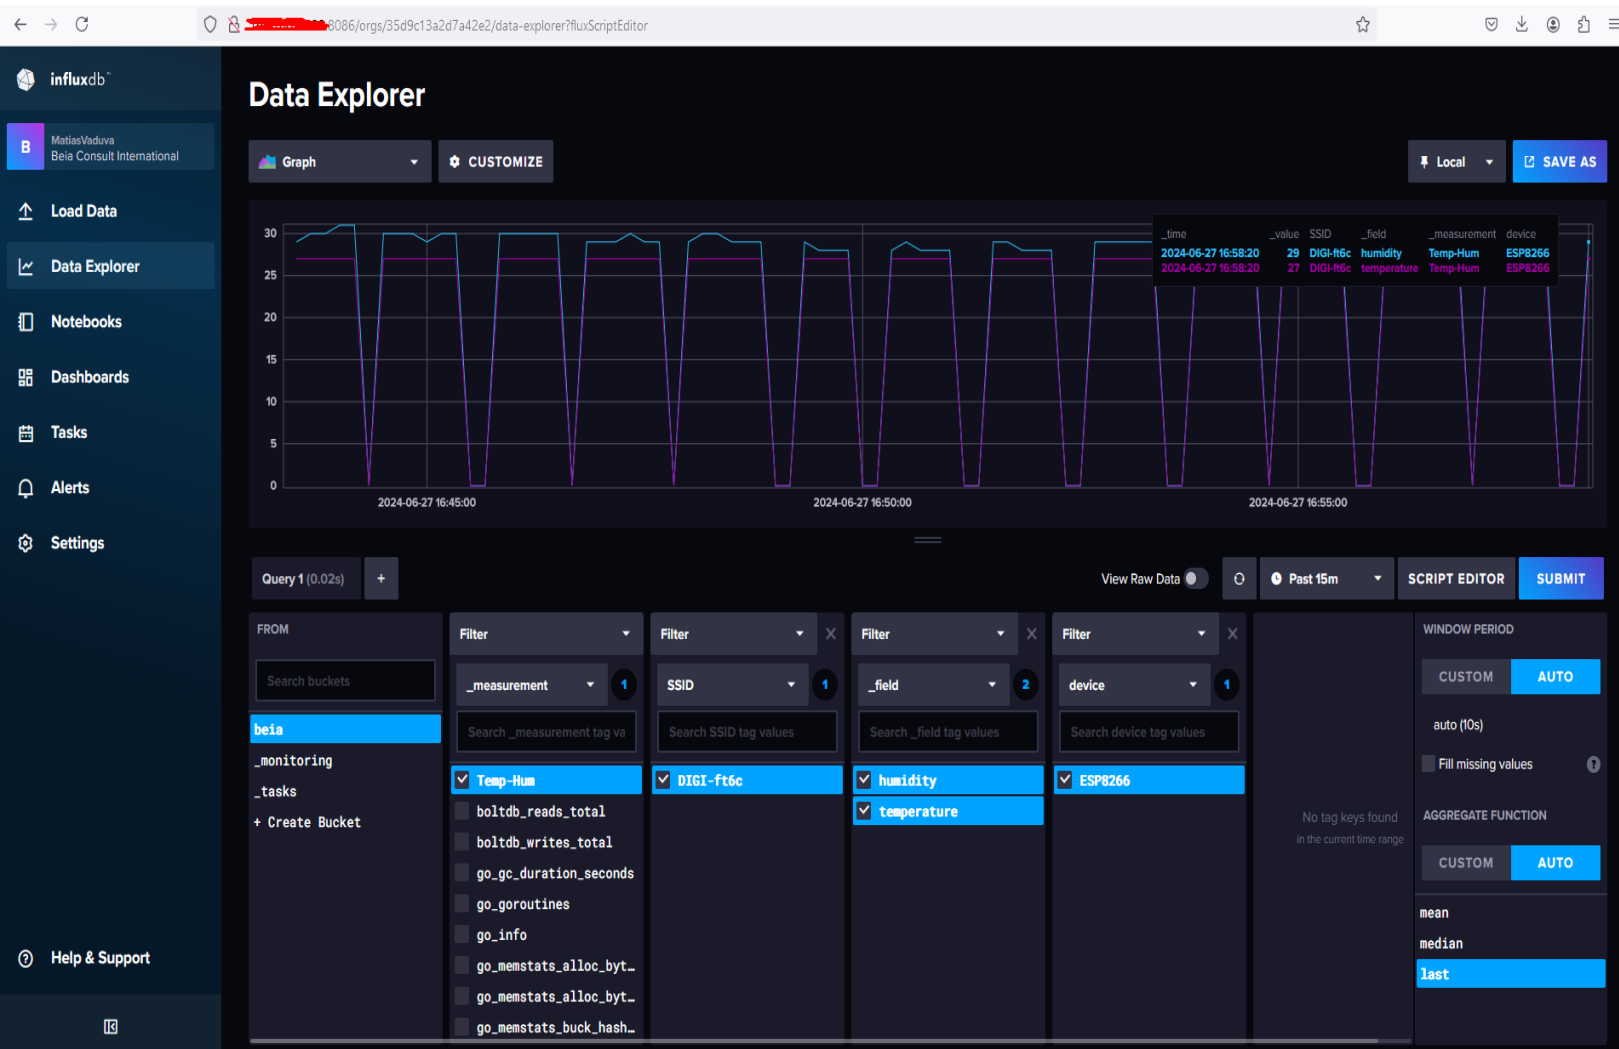 8086/orgs/35d9c13a2d7a42e2/data-explorer?fluxScriptEditor
influxdb™
B
MatiasVaduva
Beia Consult International
Load Data
Data Explorer
Notebooks
Dashboards
Tasks
Alerts
Settings
Help & Support
Data Explorer
Graph
CUSTOMIZE
Local
SAVE AS
30
25
20
15
10
5
0
_time _value SSID _field _measurement device
2024-06-27 16:58:20 29 DIGI-ft6c humidity Temp-Hum ESP8266
2024-06-27 16:58:20 27 DIGI-ft6c temperature Temp-Hum ESP8266
2024-06-27 16:45:00 2024-06-27 16:50:00 2024-06-27 16:55:00
Query 1 (0.02s)
+
View Raw Data
Past 15m
SCRIPT EDITOR
SUBMIT
FROM
Search buckets
beia
_monitoring
_tasks
+ Create Bucket
Filter
_measurement
1
Search _measurement tag va
Temp-Hum
boltdb_reads_total
boltdb_writes_total
go_gc_duration_seconds
go_goroutines
go_info
go_memstats_alloc_byt…
go_memstats_alloc_byt…
go_memstats_buck_hash…
Filter
X
SSID
1
Search SSID tag values
DIGI-ft6c
Filter
X
_field
2
Search _field tag values
humidity
temperature
Filter
X
device
1
Search device tag values
ESP8266
No tag keys found
in the current time range
WINDOW PERIOD
CUSTOM
AUTO
auto (10s)
Fill missing values
?
AGGREGATE FUNCTION
CUSTOM
AUTO
mean
median
last